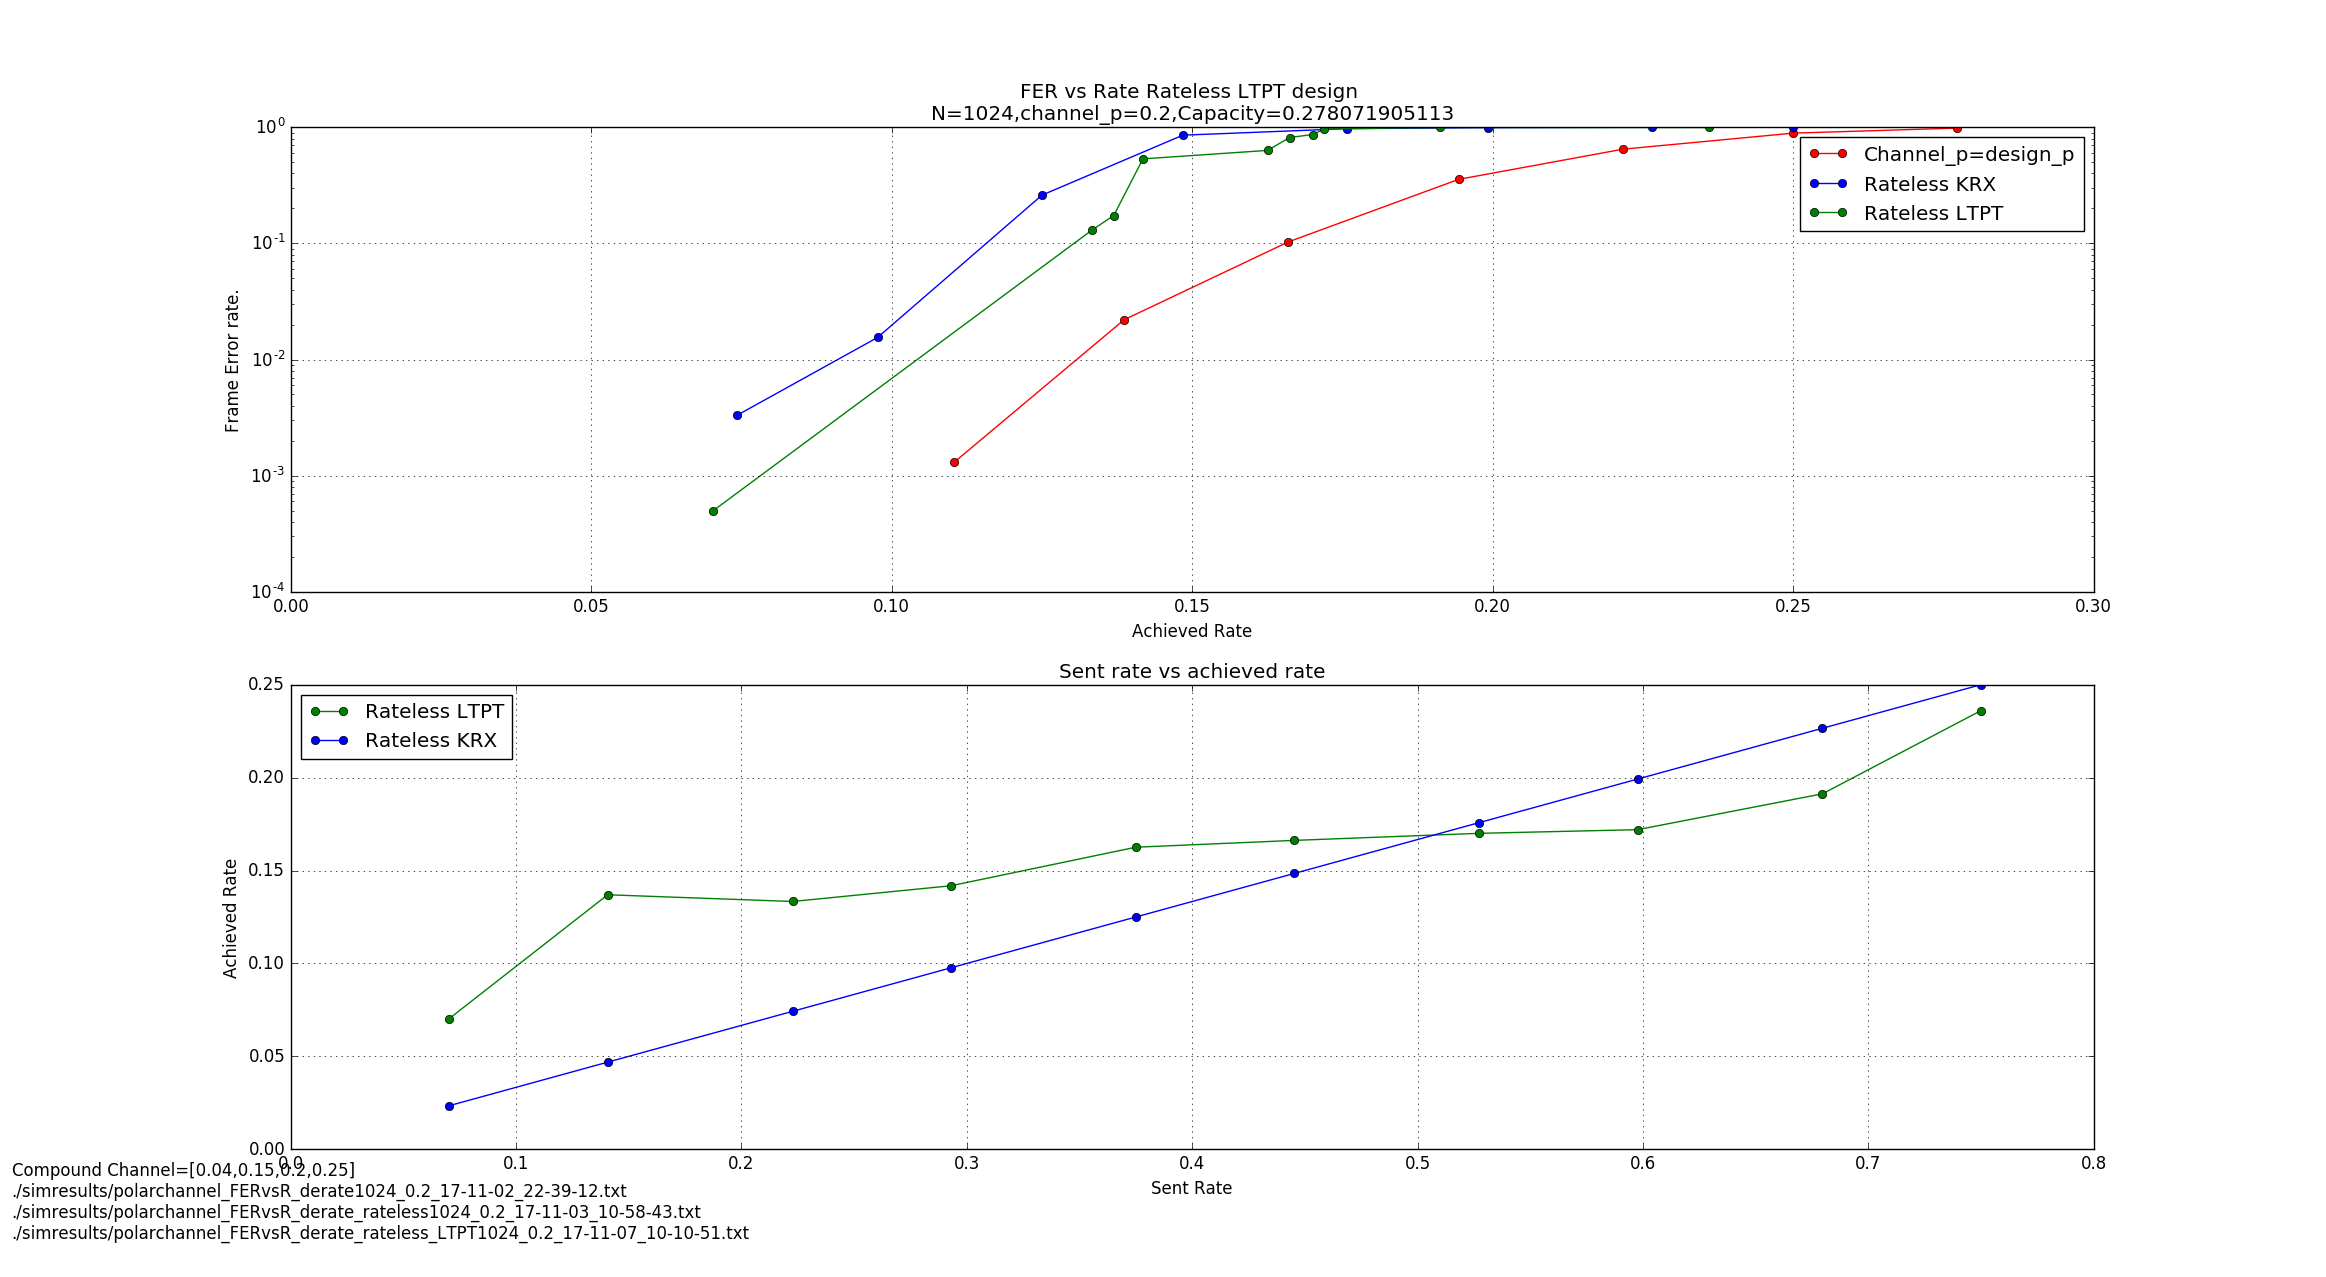 FER vs Rate Rateless LTPT design
N=1024,channel_p=0.2,Capacity=0.278071905113
10^0
10^-1
10^-2
10^-3
10^-4
Frame Error rate.
Channel_p=design_p
Rateless KRX
Rateless LTPT
0.00 0.05 0.10 0.15 0.20 0.25 0.30
Achieved Rate
Sent rate vs achieved rate
0.25
0.20
0.15
0.10
0.05
0.00
Achieved Rate
Rateless LTPT
Rateless KRX
0.0 0.1 0.2 0.3 0.4 0.5 0.6 0.7 0.8
Sent Rate
Compound Channel=[0.04,0.15,0.2,0.25]
./simresults/polarchannel_FERvsR_derate1024_0.2_17-11-02_22-39-12.txt
./simresults/polarchannel_FERvsR_derate_rateless1024_0.2_17-11-03_10-58-43.txt
./simresults/polarchannel_FERvsR_derate_rateless_LTPT1024_0.2_17-11-07_10-10-51.txt